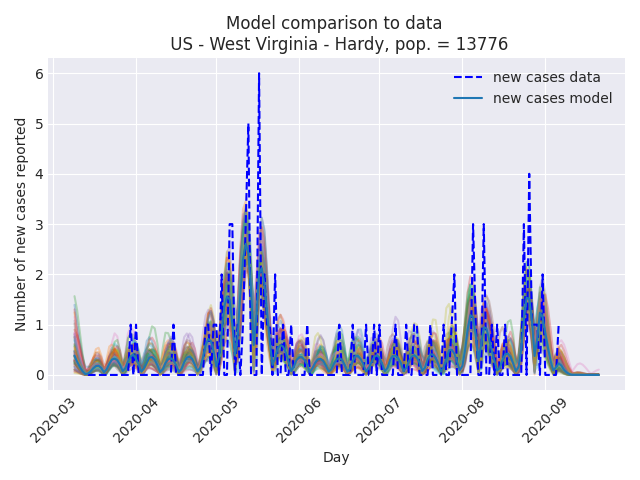 Model comparison to data
US - West Virginia - Hardy, pop. = 13776
new cases data
new cases model
Number of new cases reported
6
5
4
3
2
1
0
2020-03
2020-04
2020-05
2020-06
2020-07
2020-08
2020-09
Day